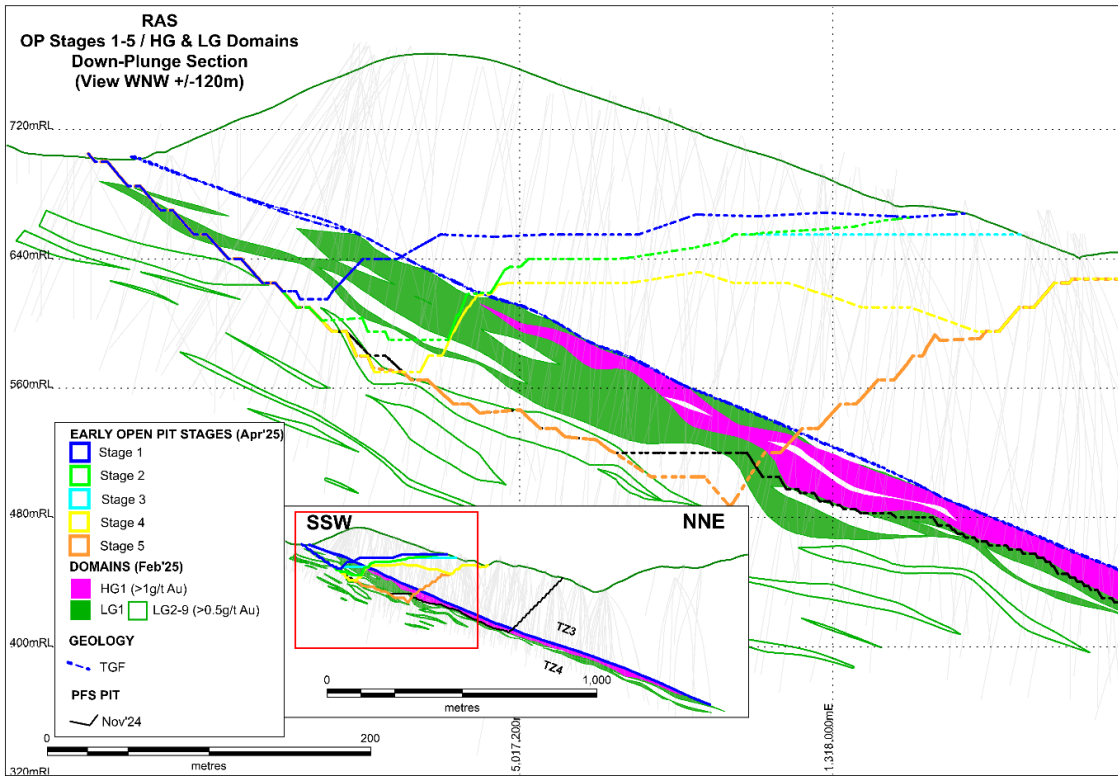 RAS
OP Stages 1-5 / HG & LG Domains
Down-Plunge Section
(View WNW +/-120m)
720mRL
640mRL
560mRL
480mRL
400mRL
320mRL
EARLY OPEN PIT STAGES (Apr'25)
Stage 1
Stage 2
Stage 3
Stage 4
Stage 5
DOMAINS (Feb'25)
HG1 (>1g/t Au)
LG1 LG2-9 (>0.5g/t Au)
GEOLOGY
TGF
PFS PIT
Nov'24
0 200
metres
SSW NNE
TZ3
TZ4
0 1,000
metres
5,017,200
1,318,000mE